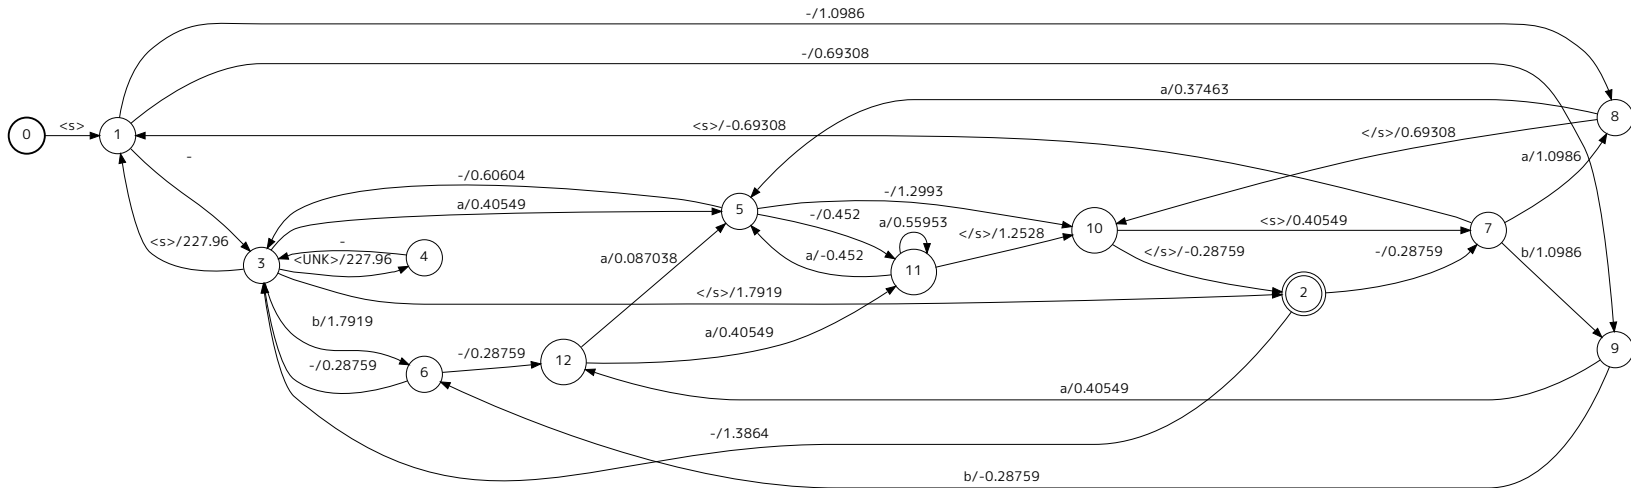 -/1.0986
-/0.69308
a/0.37463
<s>
<s>/-0.69308
</s>/0.69308
0
1
8
-
a/1.0986
-/0.60604
a/0.40549
-/1.2993
-/0.452
a/0.55953
<s>/0.40549
5
10
7
<s>/227.96
-
</s>/1.2528
</s>/-0.28759
-/0.28759
b/1.0986
3
<UNK>/227.96
4
a/0.087038
a/-0.452
11
</s>/1.7919
2
b/1.7919
a/0.40549
-/0.28759
-/0.28759
12
9
6
a/0.40549
-/1.3864
b/-0.28759